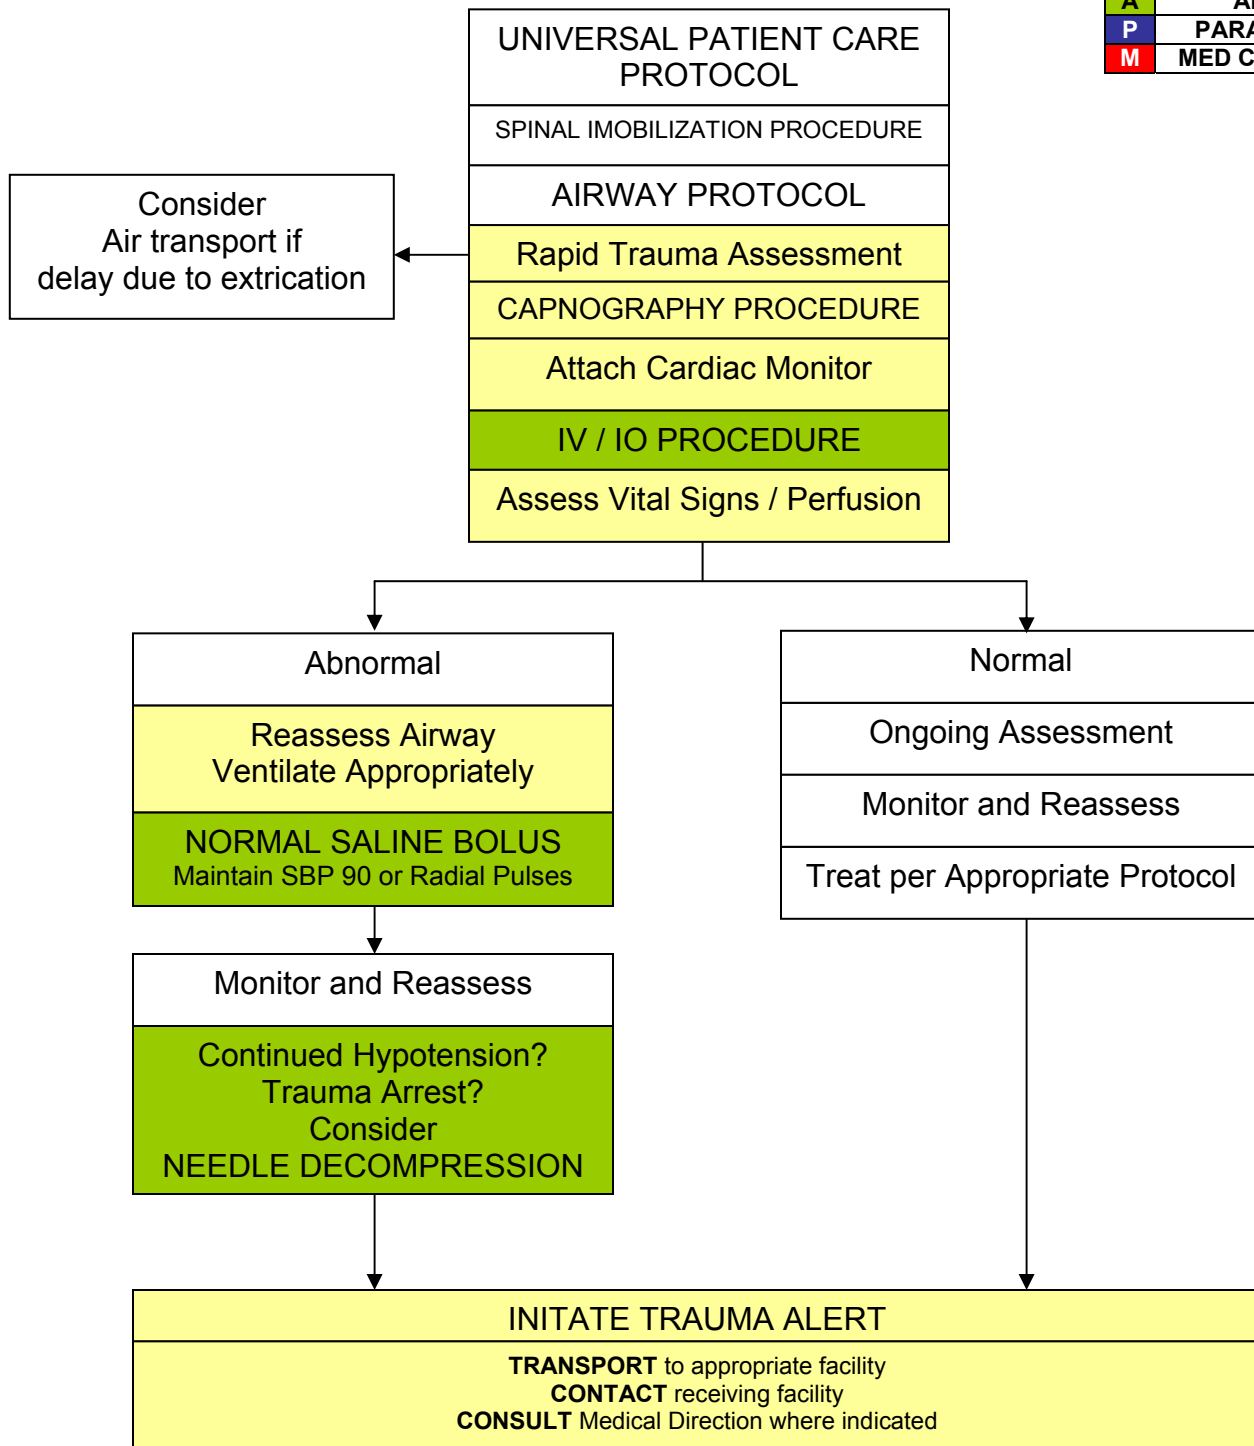 A
P PARA
M MED C
UNIVERSAL PATIENT CARE
PROTOCOL
SPINAL IMOBILIZATION PROCEDURE
AIRWAY PROTOCOL
Consider
Air transport if
delay due to extrication
Rapid Trauma Assessment
CAPNOGRAPHY PROCEDURE
Attach Cardiac Monitor
IV / IO PROCEDURE
Assess Vital Signs / Perfusion
Abnormal
Reassess Airway
Ventilate Appropriately
NORMAL SALINE BOLUS
Maintain SBP 90 or Radial Pulses
Monitor and Reassess
Continued Hypotension?
Trauma Arrest?
Consider
NEEDLE DECOMPRESSION
Normal
Ongoing Assessment
Monitor and Reassess
Treat per Appropriate Protocol
INITATE TRAUMA ALERT
TRANSPORT to appropriate facility
CONTACT receiving facility
CONSULT Medical Direction where indicated